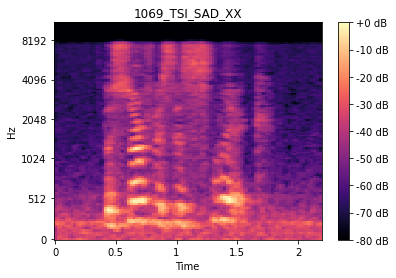 1069_TSI_SAD_XX
+0 dB
8192
-10 dB
4096
-20 dB
-30 dB
2048
Hz
-40 dB
1024
-50 dB
512
-60 dB
-70 dB
0
-80 dB
0 0.5 1 1.5 2
Time